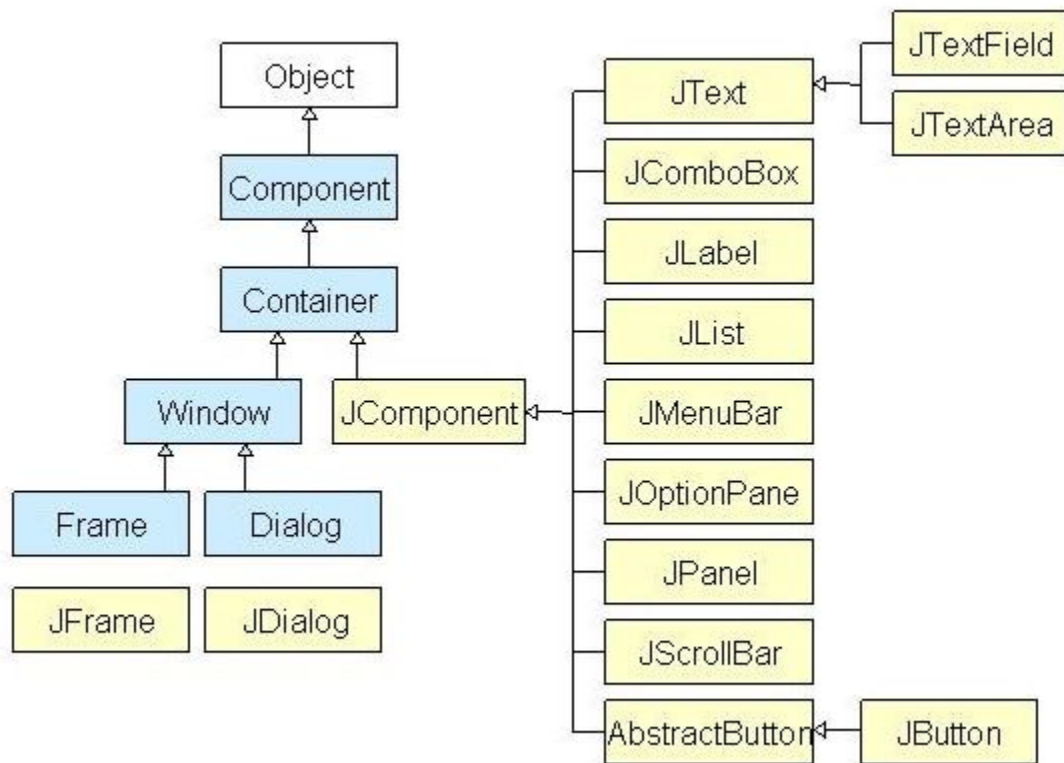 Object
Component
Container
Window
JComponent
Frame
Dialog
JFrame
JDialog
JText
JComboBox
JLabel
JList
JMenuBar
JOptionPane
JPanel
JScrollBar
AbstractButton
JTextField
JTextArea
JButton